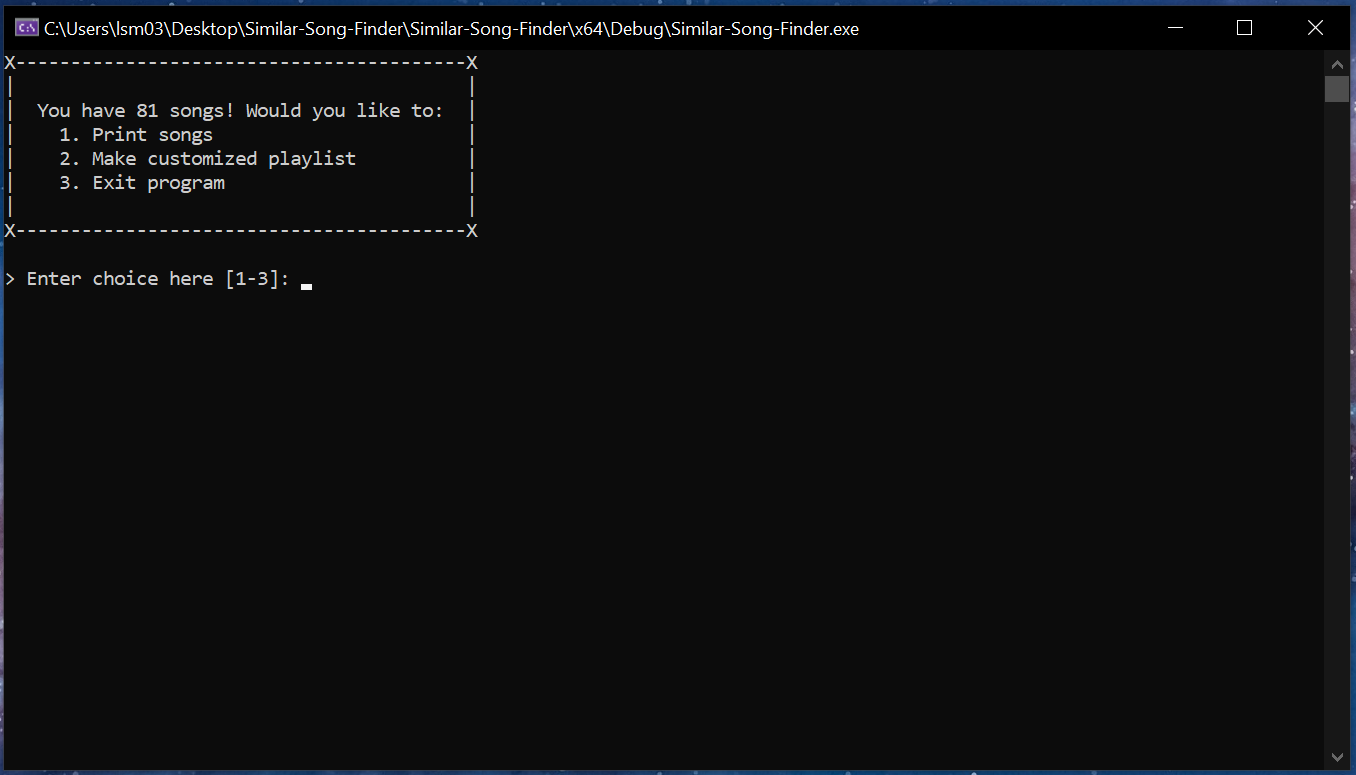 C:\Users\lsm03\Desktop\Similar-Song-Finder\Similar-Song-Finder\x64\Debug\Similar-Song-Finder.exe
X-----------------------------------------X
|                                         |
|  You have 81 songs! Would you like to:  |
|    1. Print songs                       |
|    2. Make customized playlist          |
|    3. Exit program                      |
|                                         |
X-----------------------------------------X
> Enter choice here [1-3]: